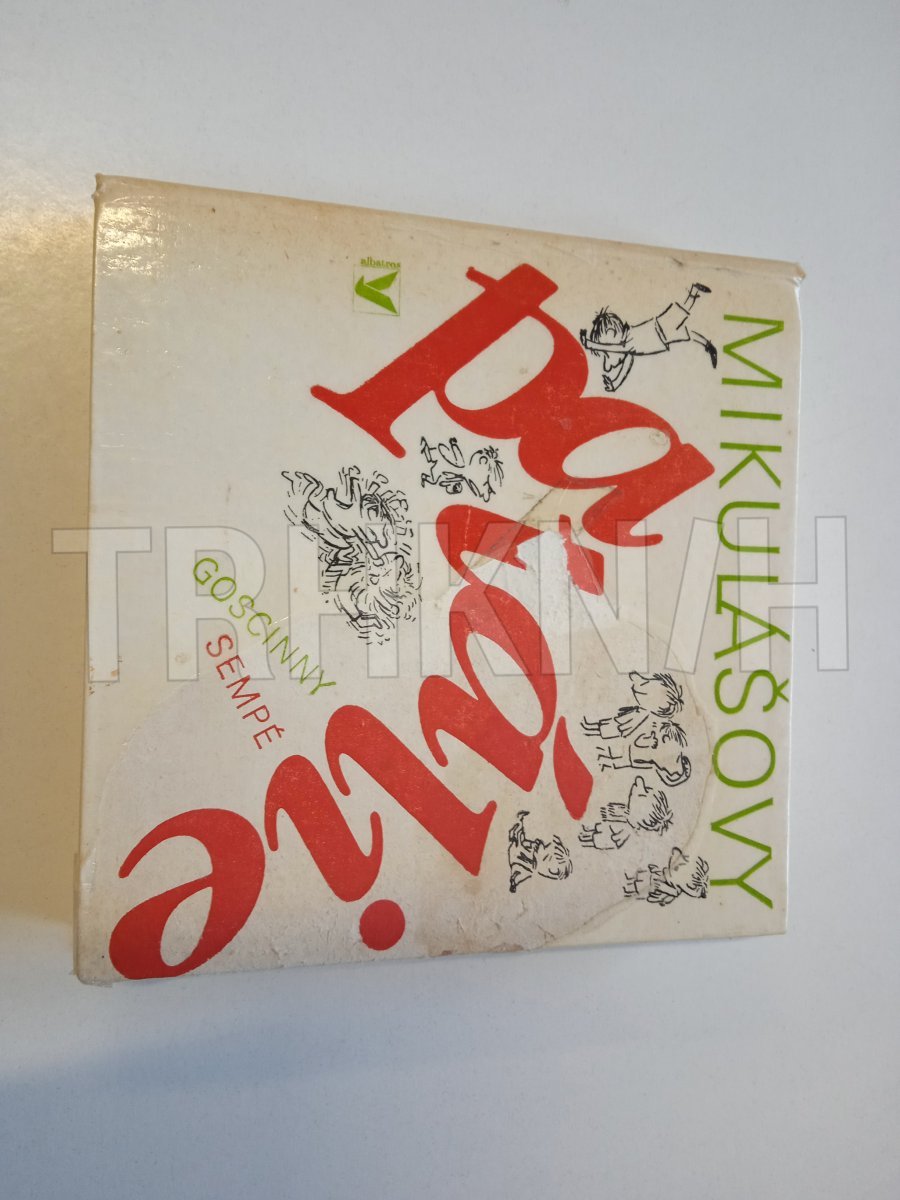 MIKULÁŠOVY
patálie
GOSCINNY
SEMPÉ
albatros
TRHKNIH